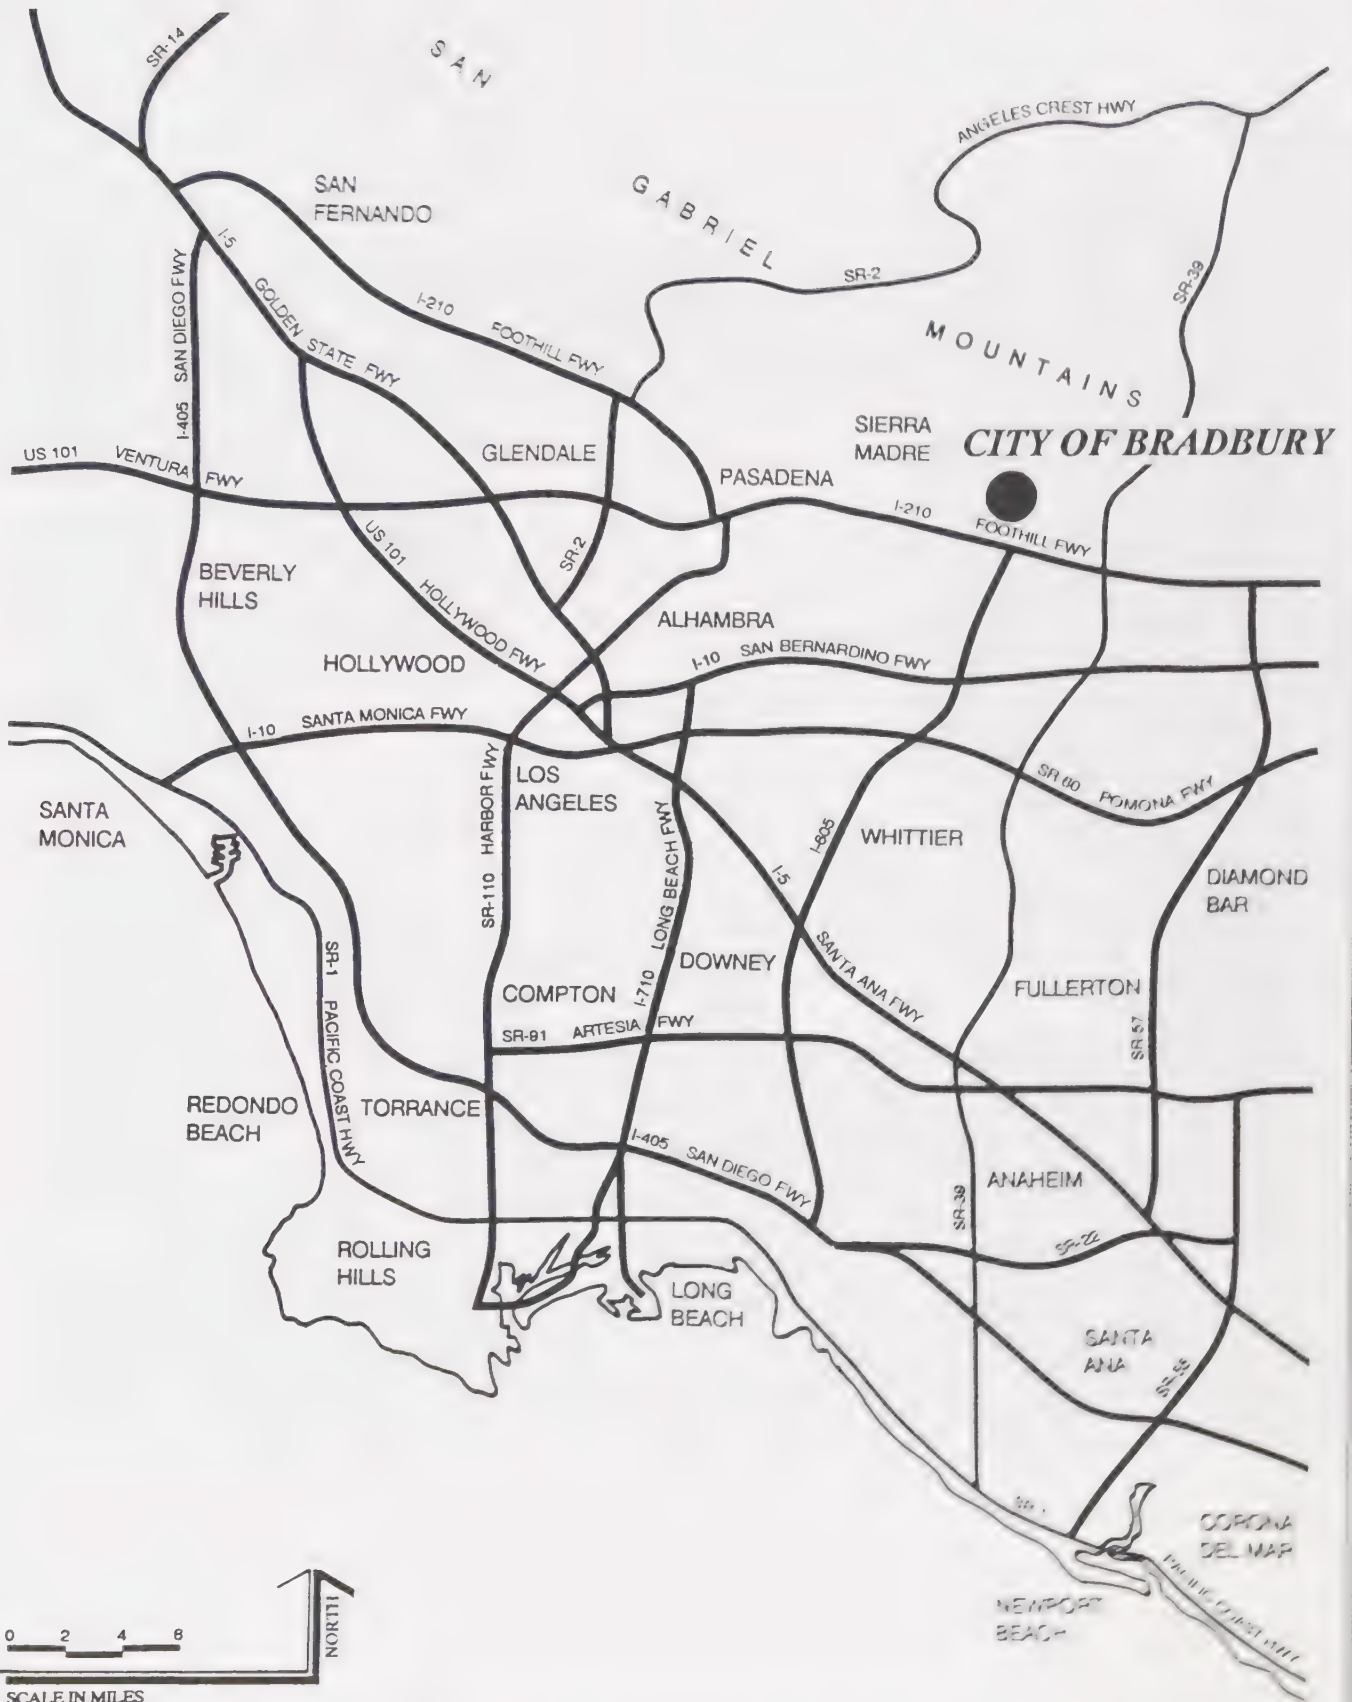 SR-14
SAN
ANGELES CREST HWY
SAN
FERNANDO
GABRIEL
SR-2
SR-39
I-5
I-405 SAN DIEGO FWY
GOLDEN STATE FWY
I-210 FOOTHILL FWY
MOUNTAINS
SIERRA
MADRE
CITY OF BRADBURY
US 101 VENTURA FWY
GLENDALE
PASADENA
I-210 FOOTHILL FWY
US 101 HOLLYWOOD FWY
SR-2
BEVERLY
HILLS
ALHAMBRA
HOLLYWOOD
I-10 SAN BERNARDINO FWY
I-10 SANTA MONICA FWY
LOS
ANGELES
SR-110 HARBOR FWY
SANTA
MONICA
SR 60 POMONA FWY
I-710 LONG BEACH FWY
I-605
WHITTIER
I-5 SANTA ANA FWY
DIAMOND
BAR
SR-1 PACIFIC COAST HWY
DOWNEY
COMPTON
FULLERTON
SR-91 ARTESIA FWY
SR-57
REDONDO
BEACH
TORRANCE
I-405 SAN DIEGO FWY
ANAHEIM
SR-39
SR-22
ROLLING
HILLS
LONG
BEACH
SANTA
ANA
SR-55
CORONA
DEL MAR
PACIFIC COAST HWY
NEWPORT
BEACH
0 2 4 6
NORTH
SCALE IN MILES